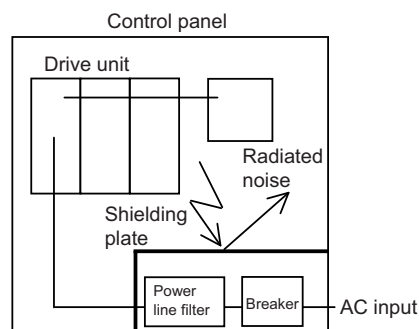 Control panel
Drive unit
Radiated
noise
Shielding
plate
Power
line filter
Breaker
AC input